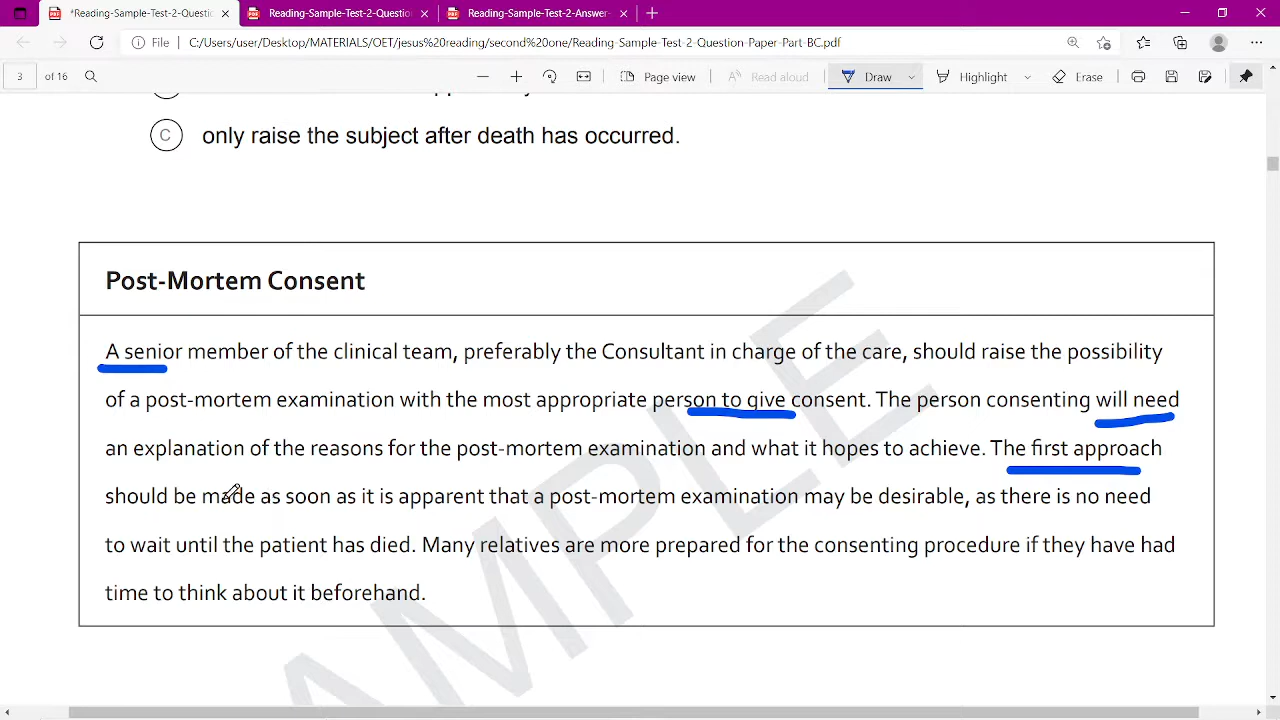 *Reading-Sample-Test-2-Questio
Reading-Sample-Test-2-Questio
Reading-Sample-Test-2-Answer-
File
C:/Users/user/Desktop/MATERIALS/OET/jesus%20reading/second%20one/Reading-Sample-Test-2-Question-Paper-Part-BC.pdf
3 of 16
Page view
Read aloud
Draw
Highlight
Erase
C only raise the subject after death has occurred.
Post-Mortem Consent
A senior member of the clinical team, preferably the Consultant in charge of the care, should raise the possibility
of a post-mortem examination with the most appropriate person to give consent. The person consenting will need
an explanation of the reasons for the post-mortem examination and what it hopes to achieve. The first approach
should be made as soon as it is apparent that a post-mortem examination may be desirable, as there is no need
to wait until the patient has died. Many relatives are more prepared for the consenting procedure if they have had
time to think about it beforehand.
AMPLE